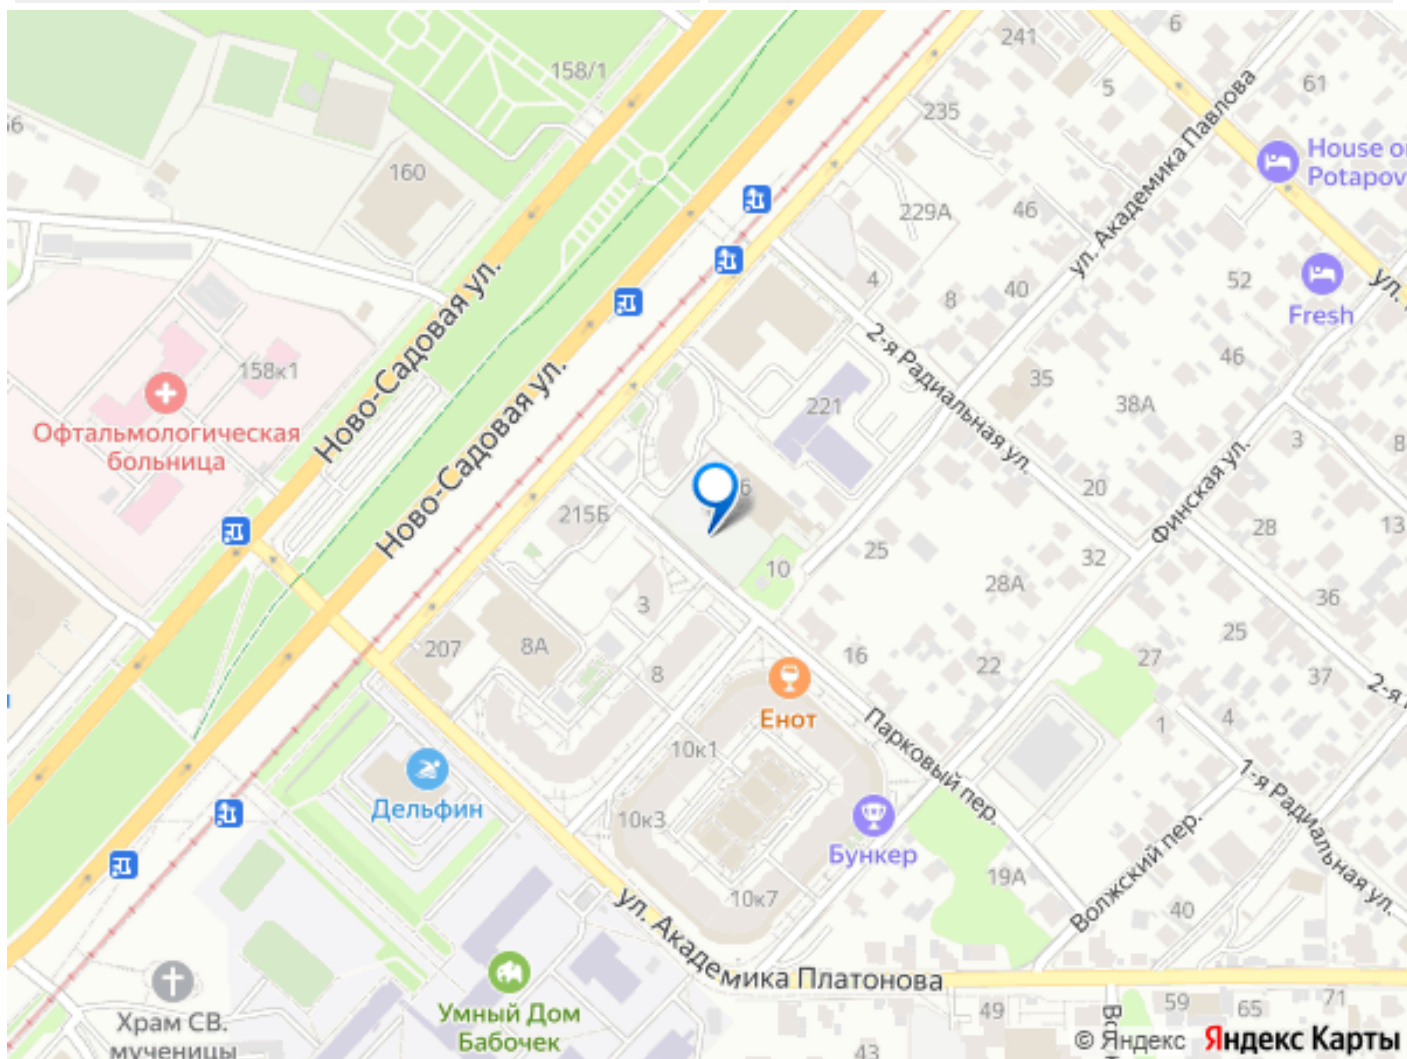 241
6
158/1
5
61
235
66
ул. Академика Павлова
House o
Potapov
160
46
229А
52
4
40
8
ул.
Fresh
Ново-Садовая ул.
2-я Радиальная ул.
46
158к1
35
38А
221
Ново-Садовая ул.
Офтальмологическая
больница
3
8
6
20
Финская ул.
215Б
28
13
25
32
10
28А
3
36
207
8А
25
16
22
27
37
8
2-я
Енот
4
1
Парковый пер.
10к1
1-я Радиальная ул.
Дельфин
10к3
Бункер
Волжский пер.
19А
10к7
40
ул. Академика Платонова
Умный Дом
Бабочек
Храм СВ.
мученицы
49
59
65
71
43
© Яндекс Яндекс Карты